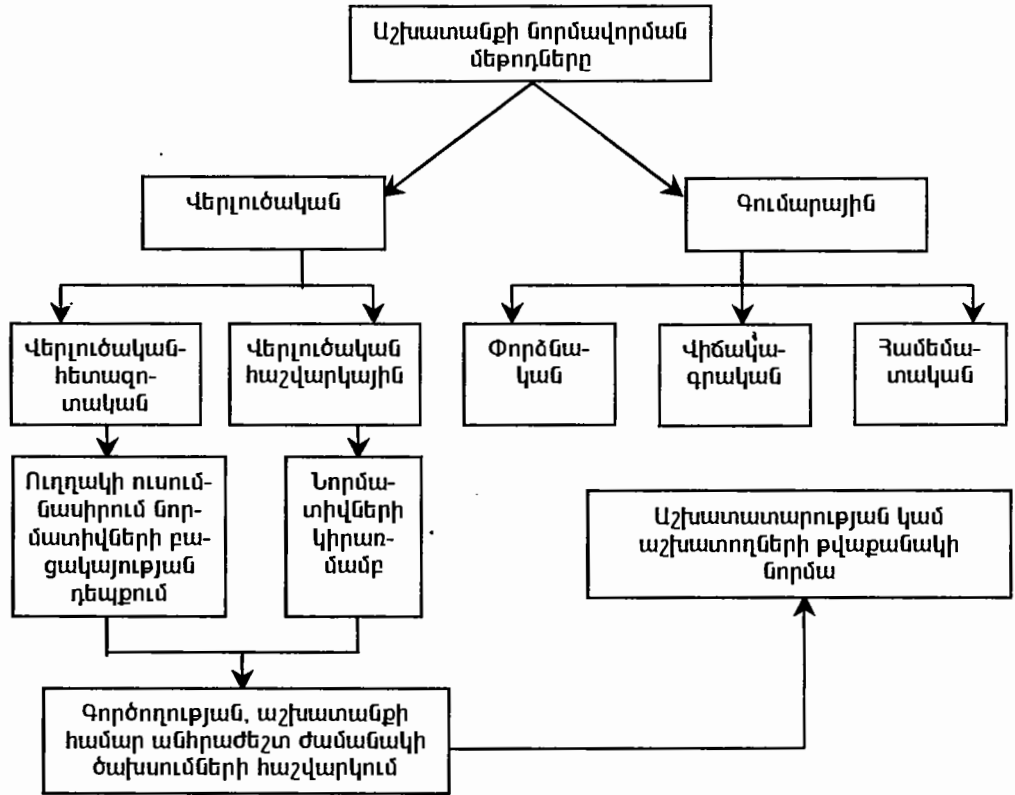 Աշխատանքի նորմավորման
մեթոդները
Վերլուծական
Գումարային
Վերլուծական-
հետազո-
տական
Վերլուծական
հաշվարկային
Փորձնա-
կան
Վիճակա-
գրական
Համեմա-
տական
Ուղղակի ուսում-
նասիրում նոր-
մատիվների բա-
ցակայության
դեպքում
Նորմա-
տիվների
կիրառ-
մամբ
Աշխատատարության կամ
աշխատողների թվաքանակի
նորմա
Գործողության, աշխատանքի
համար անհրաժեշտ ժամանակի
ծախսումների հաշվարկում